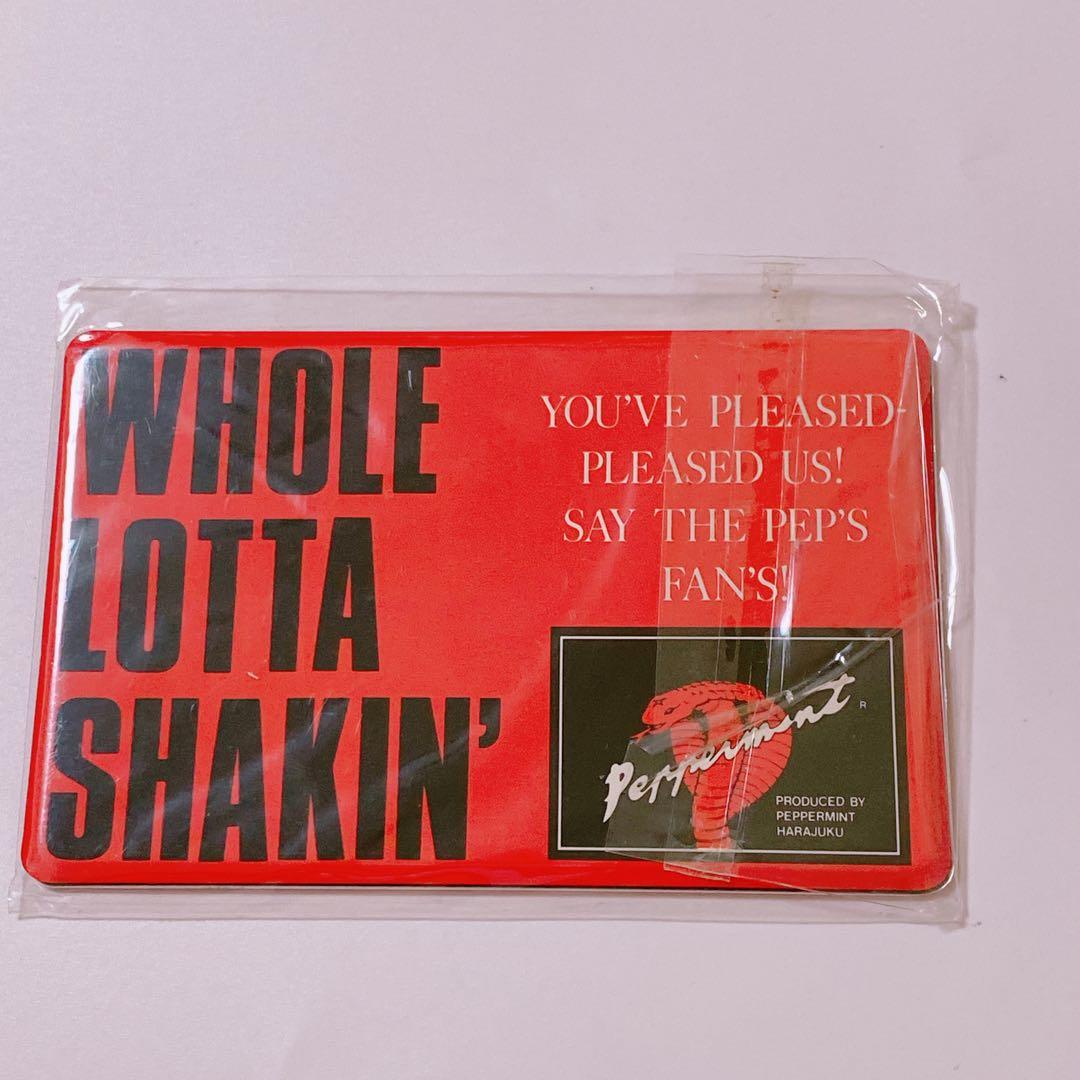 WHOLE
LOTTA
SHAKIN'
YOU'VE PLEASED-
PLEASED US!
SAY THE PEP'S
FAN'S!
Peppermint R
PRODUCED BY
PEPPERMINT
HARAJUKU